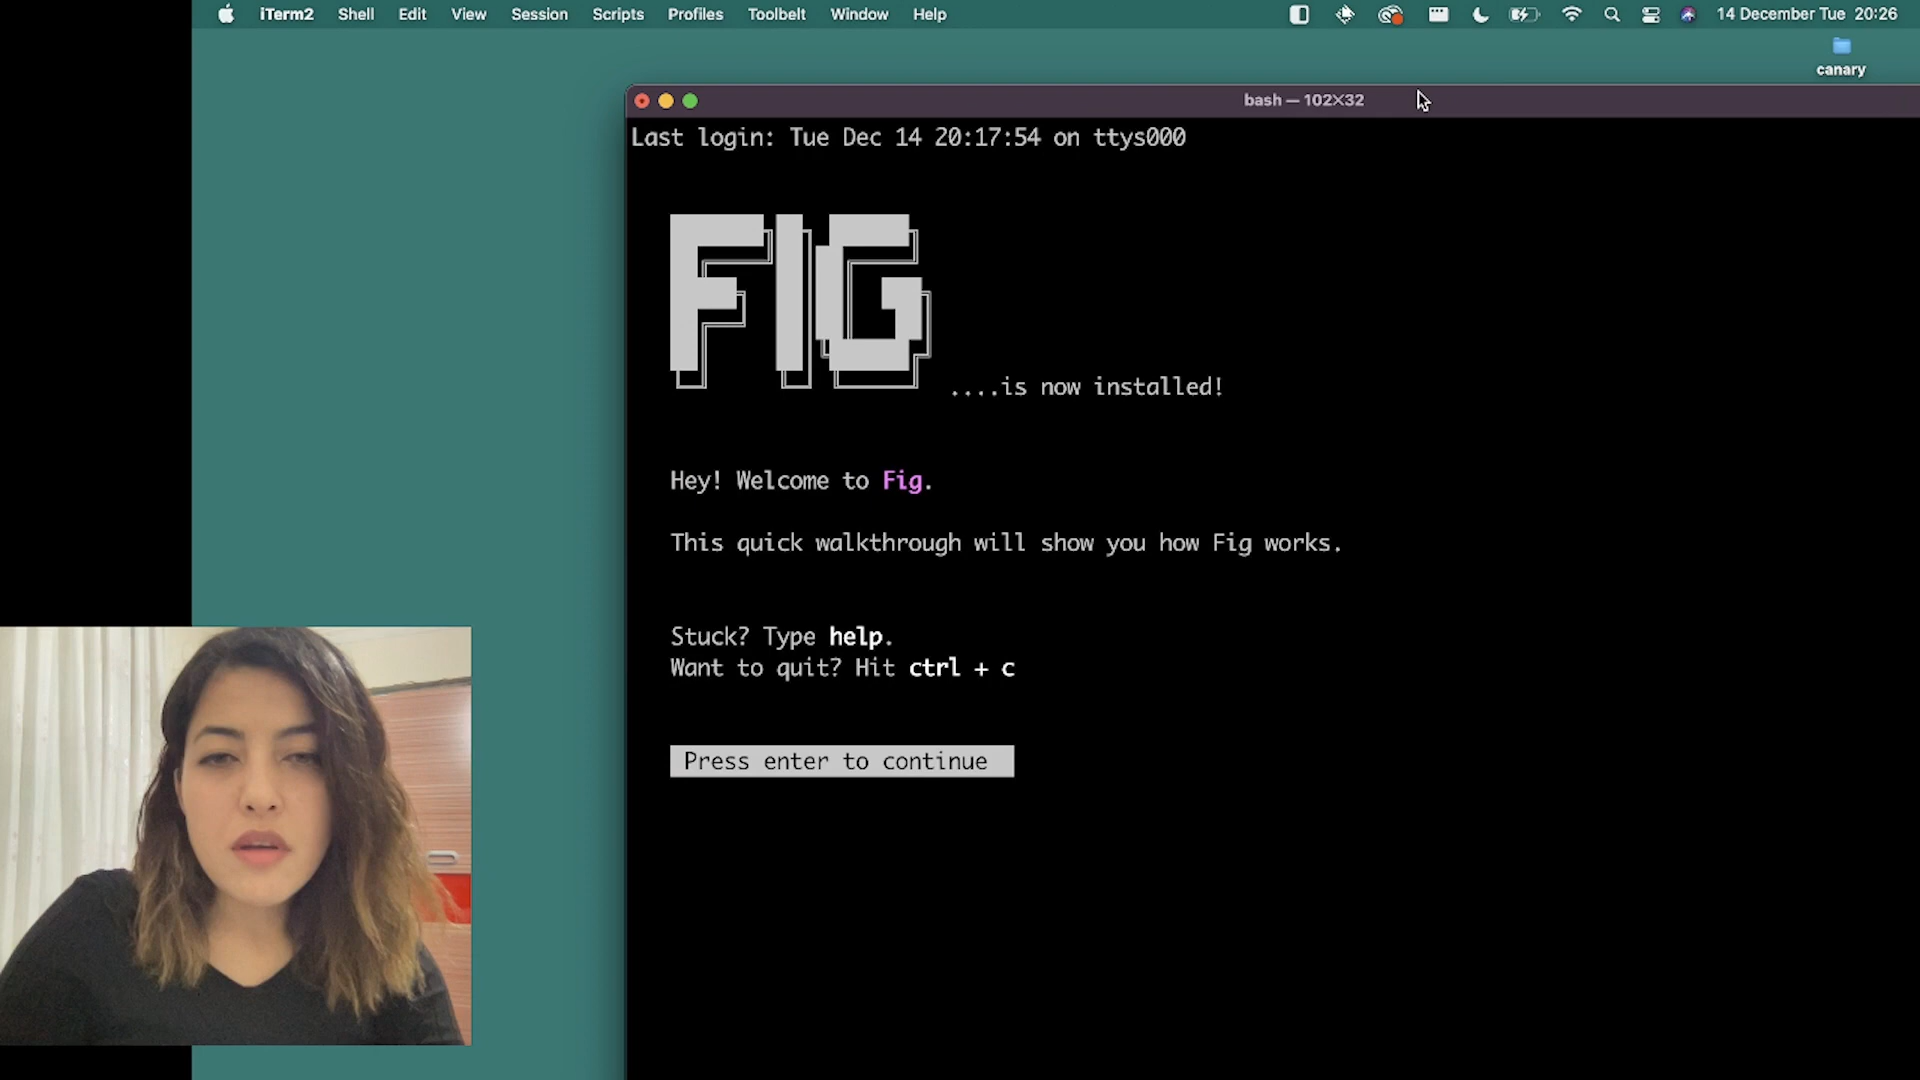 iTerm2 Shell Edit View Session Scripts Profiles Toolbelt Window Help 14 December Tue 20:26
canary
bash — 102×32
Last login: Tue Dec 14 20:17:54 on ttys000
FIG
....is now installed!
Hey! Welcome to Fig.
This quick walkthrough will show you how Fig works.
Stuck? Type help.
Want to quit? Hit ctrl + c
Press enter to continue